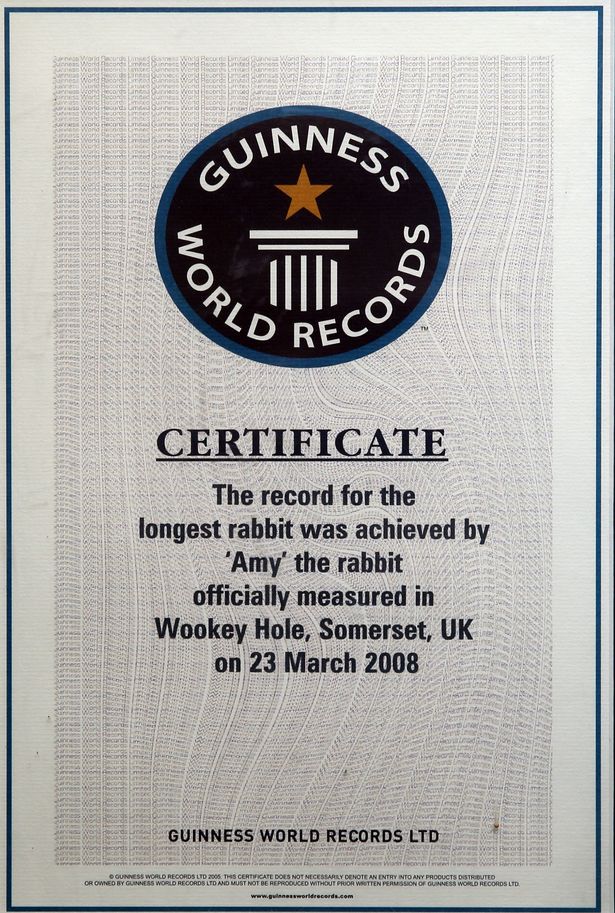 GUINNESS
WORLD RECORDS
TM
CERTIFICATE
The record for the
longest rabbit was achieved by
'Amy' the rabbit
officially measured in
Wookey Hole, Somerset, UK
on 23 March 2008
GUINNESS WORLD RECORDS LTD
© GUINNESS WORLD RECORDS LTD 2005. THIS CERTIFICATE DOES NOT NECESSARILY DENOTE AN ENTRY INTO ANY PRODUCTS DISTRIBUTED
OR OWNED BY GUINNESS WORLD RECORDS LTD AND MUST NOT BE REPRODUCED WITHOUT PRIOR WRITTEN PERMISSION OF GUINNESS WORLD RECORDS LTD.
www.guinnessworldrecords.com